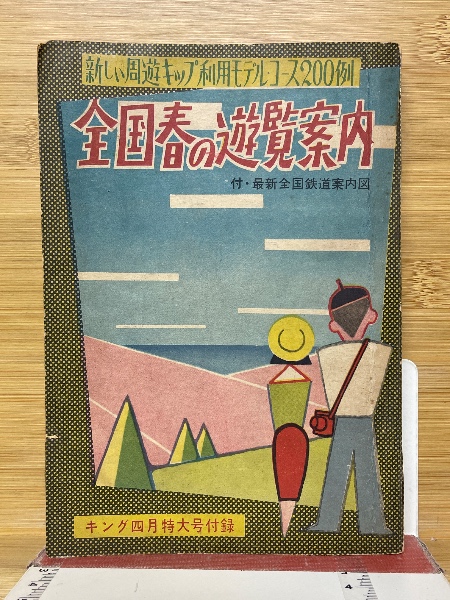 新しい周遊キップ利用モデルコース200例
全国春の遊覧案内
付・最新全国鉄道案内図
キング四月特大号付録